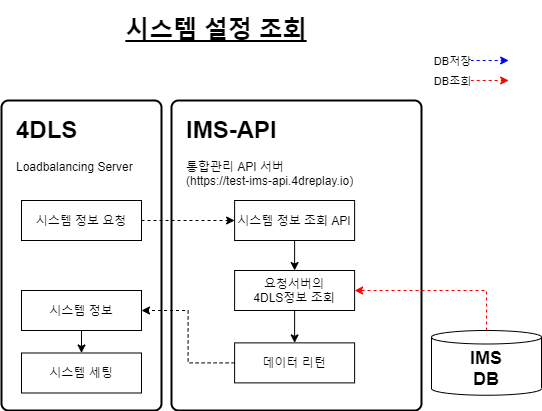 시스템 설정 조회
DB저장
DB조회
4DLS
Loadbalancing Server
IMS-API
통합관리 API 서버
(https://test-ims-api.4dreplay.io)
시스템 정보 요청
시스템 정보 조회 API
요청서버의
4DLS정보 조회
시스템 정보
데이터 리턴
시스템 세팅
IMS
DB